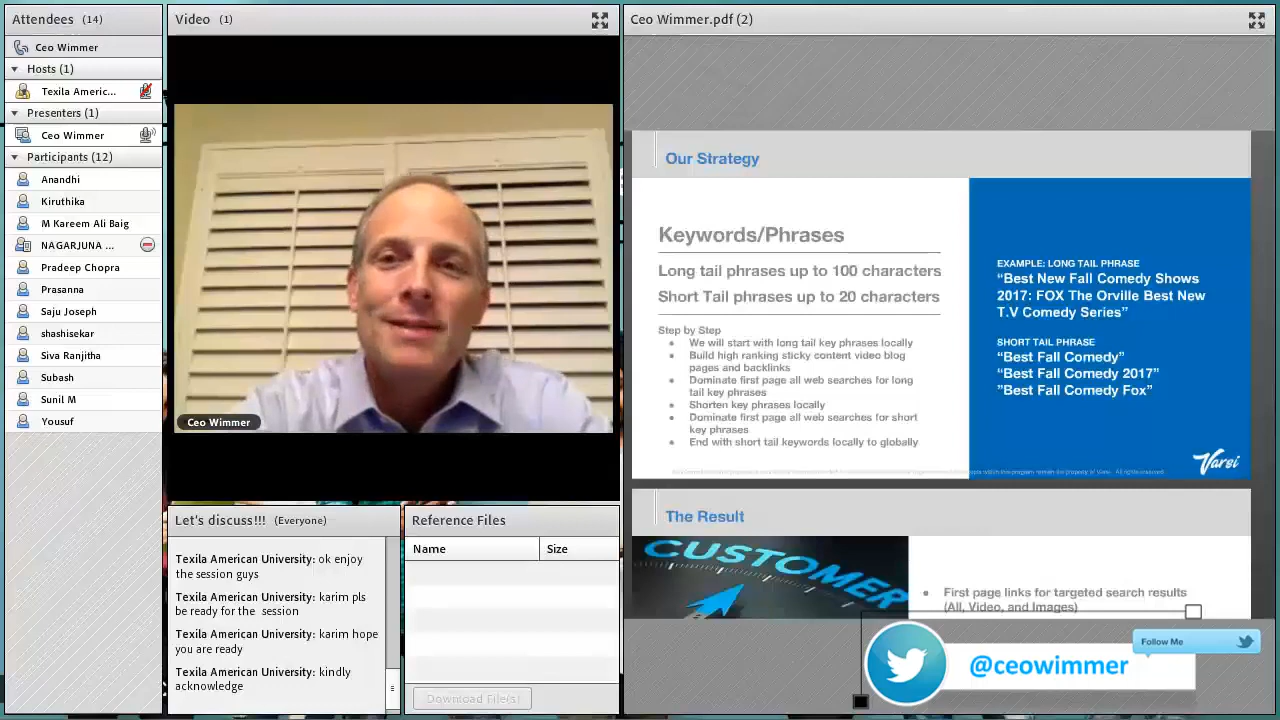 Attendees (14)
Ceo Wimmer
Hosts (1)
Texila Americ...
Presenters (1)
Ceo Wimmer
Participants (12)
Anandhi
Kiruthika
M Kareem Ali Baig
NAGARJUN ...
Pradeep Chopra
Prasanna
Saju Joseph
shashisekar
Siva Ranjitha
Subash
Sunil M
Yousuf
Video (1)
Ceo Wimmer
Let's discuss!!! (Everyone)
Texila American University: ok enjoy
the session guys
Texila American University: karim pls
be ready for the session
Texila American University: karim hope
you are ready
Texila American University: kindly
acknowledge
Reference Files
Name Size
Download File(s)
Ceo Wimmer.pdf (2)
Our Strategy
Keywords/Phrases
Long tail phrases up to 100 characters
Short Tail phrases up to 20 characters
Step by Step
• We will start with long tail key phrases locally
• Build high ranking sticky content video blog
pages and backlinks
• Dominate first page all web searches for long
tail key phrases
• Shorten key phrases locally
• Dominate first page all web searches for short
key phrases
• End with short tail keywords locally to globally
EXAMPLE: LONG TAIL PHRASE
“Best New Fall Comedy Shows
2017: FOX The Orville Best New
T.V Comedy Series”
SHORT TAIL PHRASE
“Best Fall Comedy”
“Best Fall Comedy 2017”
”Best Fall Comedy Fox”
Varei
The Result
CUSTOMER
• First page links for targeted search results
(All, Video, and Images)
Follow Me
@ceowimmer